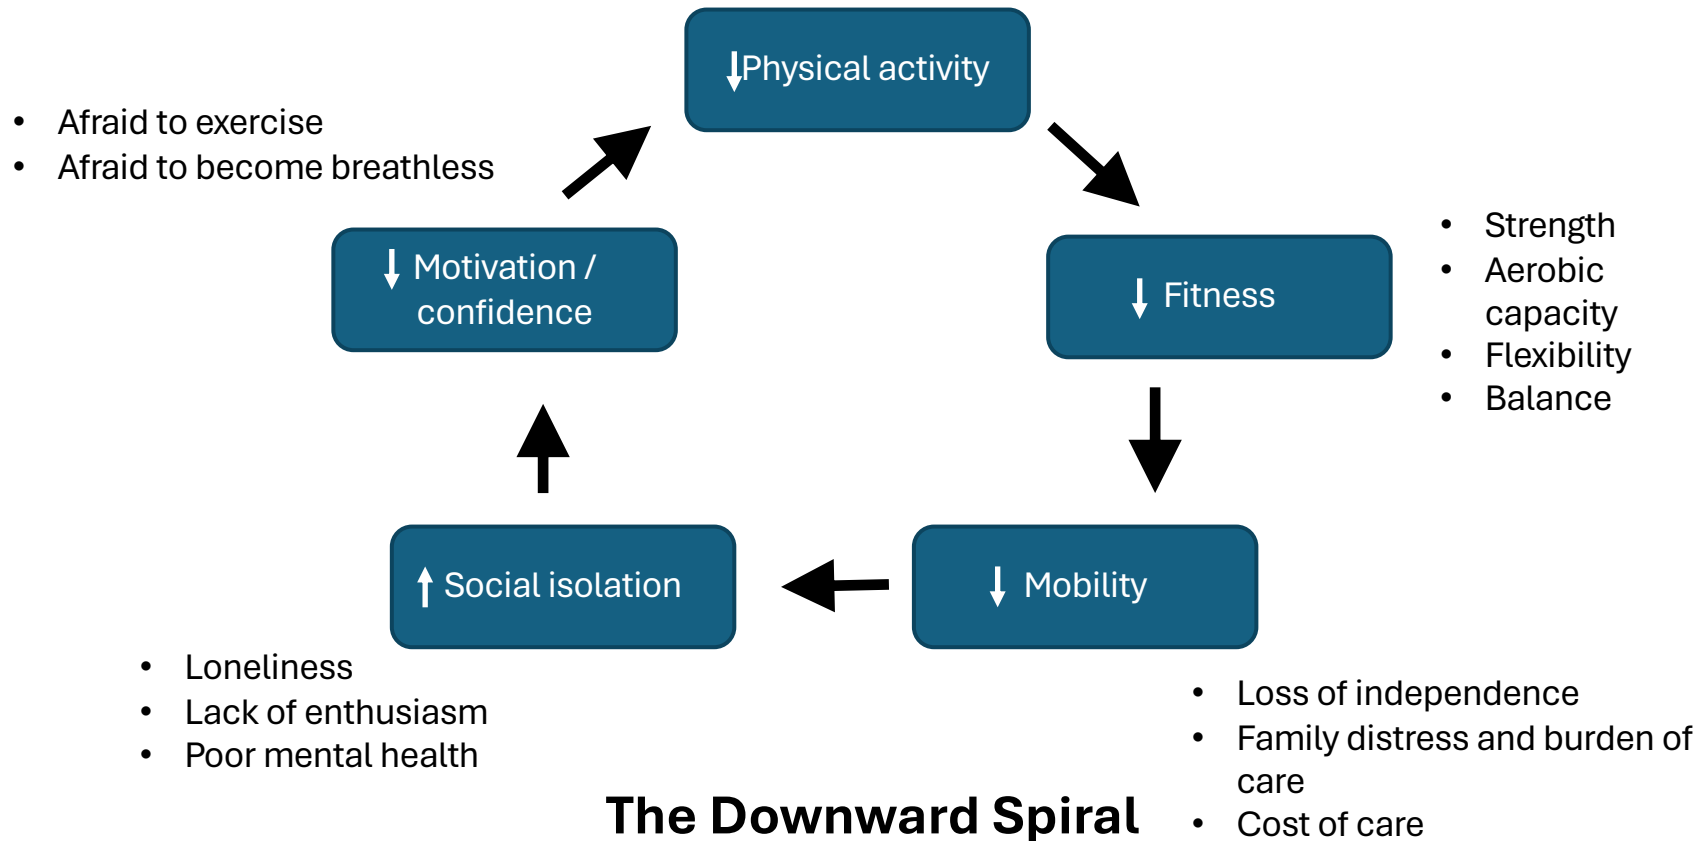 ↓Physical activity
• Afraid to exercise
• Afraid to become breathless
↓ Motivation /
confidence
↓ Fitness
• Strength
• Aerobic
capacity
• Flexibility
• Balance
↑ Social isolation
↓ Mobility
• Loneliness
• Lack of enthusiasm
• Poor mental health
• Loss of independence
• Family distress and burden of
care
• Cost of care
The Downward Spiral